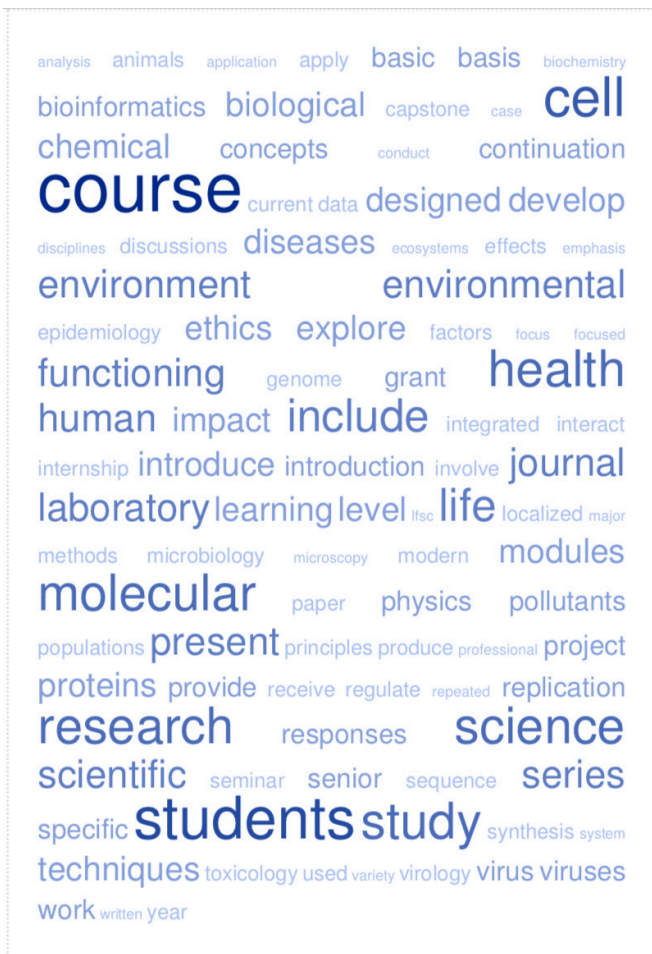 analysis animals application apply basic basis biochemistry
bioinformatics biological capstone case cell
chemical concepts conduct continuation
course current data designed develop
disciplines discussions diseases ecosystems effects emphasis
environment environmental
epidemiology ethics explore factors focus focused
functioning genome grant health
human impact include integrated interact
internship introduce introduction involve journal
laboratory learning level lfsc life localized major
methods microbiology microscopy modern modules
molecular paper physics pollutants
populations present principles produce professional project
proteins provide receive regulate repeated replication
research responses science
scientific seminar senior sequence series
specific students study synthesis system
techniques toxicology used variety virology virus viruses
work written year